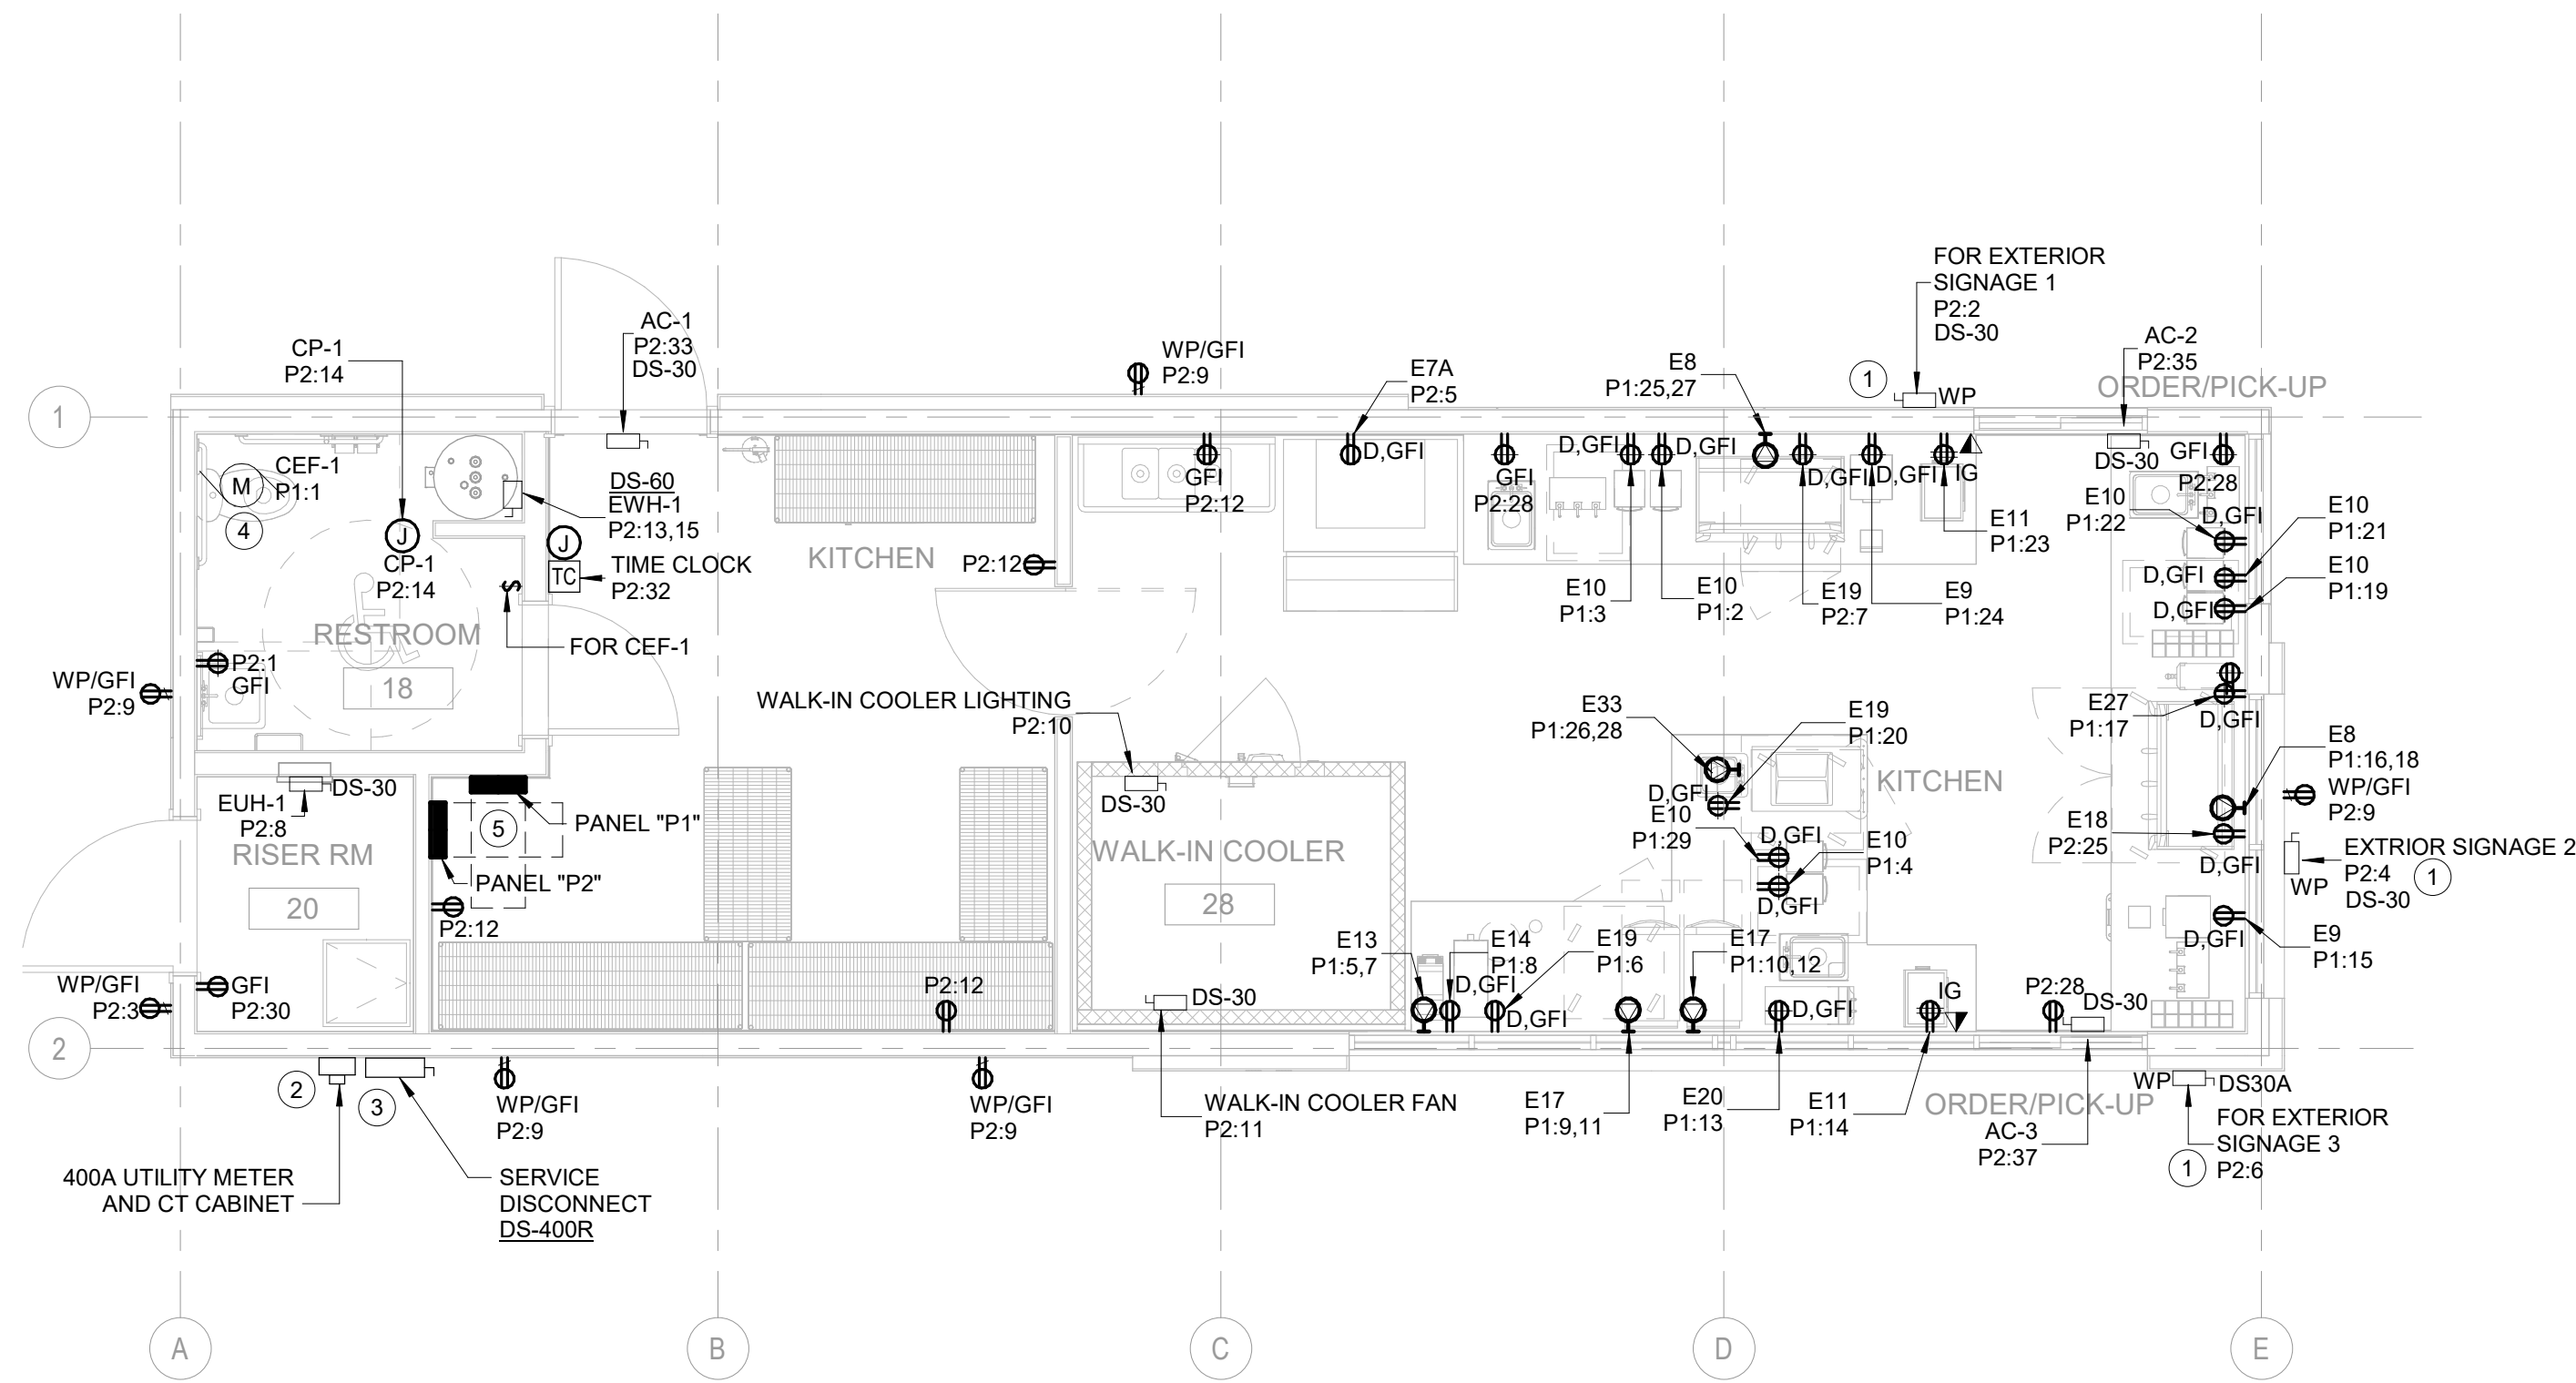 FOR EXTERIOR
SIGNAGE 1
P2:2
DS-30
AC-1
P2:33
DS-30
CP-1
P2:14
WP/GFI
P2:9
E7A
P2:5
E8
P1:25,27
1
WP
AC-2
P2:35
ORDER/PICK-UP
1
M
CEF-1
P1:1
4
J
CP-1
P2:14
DS-60
EWH-1
P2:13,15
J
TC
TIME CLOCK
P2:32
S
FOR CEF-1
RESTROOM
18
P2:1
GFI
WP/GFI
P2:9
KITCHEN
P2:12
GFI
P2:12
D,GFI
GFI
P2:28
D,GFI
D,GFI
D,GFI
D,GFI
IG
E10
P1:3
E10
P1:2
E19
P2:7
E9
P1:24
E11
P1:23
DS-30
GFI
P2:28
E10
P1:22
D,GFI
E10
P1:21
D,GFI
E10
P1:19
D,GFI
E27
P1:17
D,GFI
E8
P1:16,18
WP/GFI
P2:9
E18
P2:25
D,GFI
EXTRIOR SIGNAGE 2
P2:4
DS-30
1
WP
E9
P1:15
D,GFI
WALK-IN COOLER LIGHTING
P2:10
DS-30
WALK-IN COOLER
28
DS-30
WALK-IN COOLER FAN
P2:11
E33
P1:26,28
E19
P1:20
D,GFI
KITCHEN
E10
P1:29
D,GFI
E10
P1:4
D,GFI
E13
P1:5,7
E14
P1:8
D,GFI
E19
P1:6
D,GFI
E17
P1:10,12
D,GFI
IG
P2:28
DS-30
E17
P1:9,11
E20
P1:13
E11
P1:14
ORDER/PICK-UP
AC-3
P2:37
WP
DS30A
FOR EXTERIOR
SIGNAGE 3
P2:6
1
DS-30
EUH-1
P2:8
RISER RM
20
PANEL "P1"
5
PANEL "P2"
P2:12
WP/GFI
P2:3
GFI
P2:30
P2:12
2
2
3
WP/GFI
P2:9
WP/GFI
P2:9
400A UTILITY METER
AND CT CABINET
SERVICE
DISCONNECT
DS-400R
A
B
C
D
E